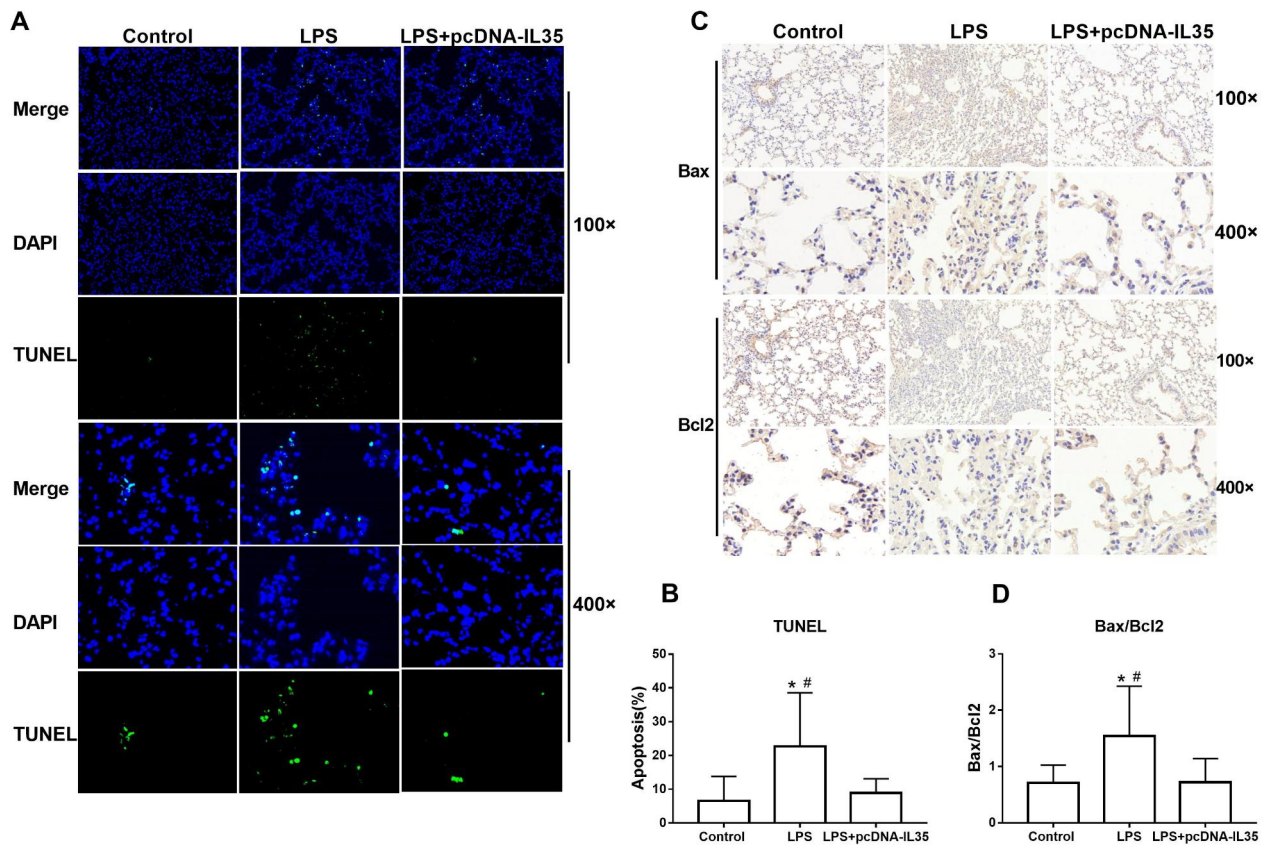 A
Control LPS LPS+pcDNA-IL35
Merge
DAPI
100×
TUNEL
Merge
DAPI
400×
TUNEL
C
Control LPS LPS+pcDNA-IL35
100×
Bax
400×
100×
Bcl2
400×
B
TUNEL
Apoptosis(%)
50
40
30
20
10
0
* #
Control LPS LPS+pcDNA-IL35
D
Bax/Bcl2
Bax/Bcl2
3
2
1
0
* #
Control LPS LPS+pcDNA-IL35